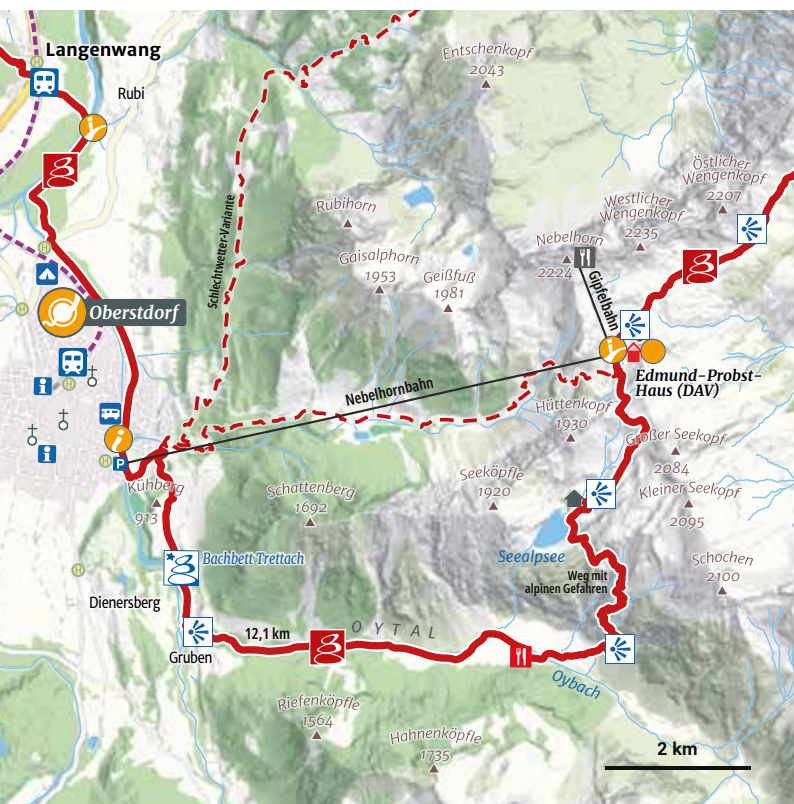 Langenwang
Rubi
Entschenkopf
2043
Östlicher
Wengenkopf
2207
Westlicher
Wengenkopf
2235
Rubihorn
Schlechtwetter-Variante
Nebelhorn
2224
Gaisalphorn
1953
Geißfuß
1981
Gipfelbahn
Oberstdorf
Edmund-Probst-
Haus (DAV)
Nebelhornbahn
Hüttenkopf
1930
Großer Seekopf
2084
P
Kühberg
913
Schattenberg
1692
Seeköpfle
1920
Kleiner Seekopf
2095
Bachbett Trettach
Seealpsee
Schochen
2100
Weg mit
alpinen Gefahren
Dienersberg
12,1 km
OYTAL
Gruben
Oybach
Riefenköpfle
1564
Hahnenköpfle
1735
2 km
H
H
H
H
H
H
i
i
i